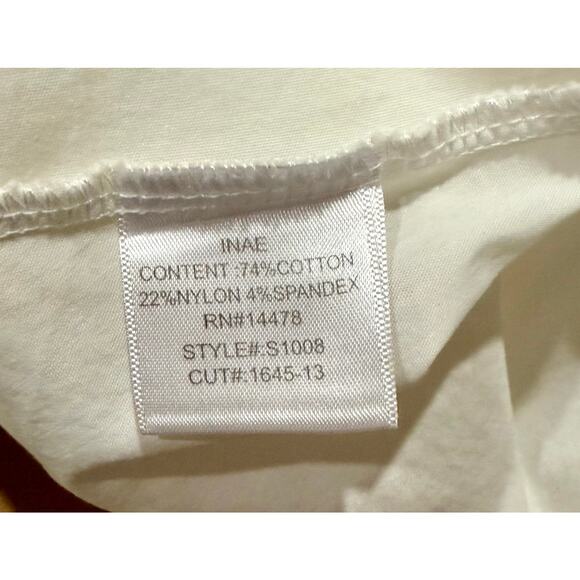 INAE
CONTENT :74%COTTON
22%NYLON 4%SPANDEX
RN#14478
STYLE#:S1008
CUT#:1645-13